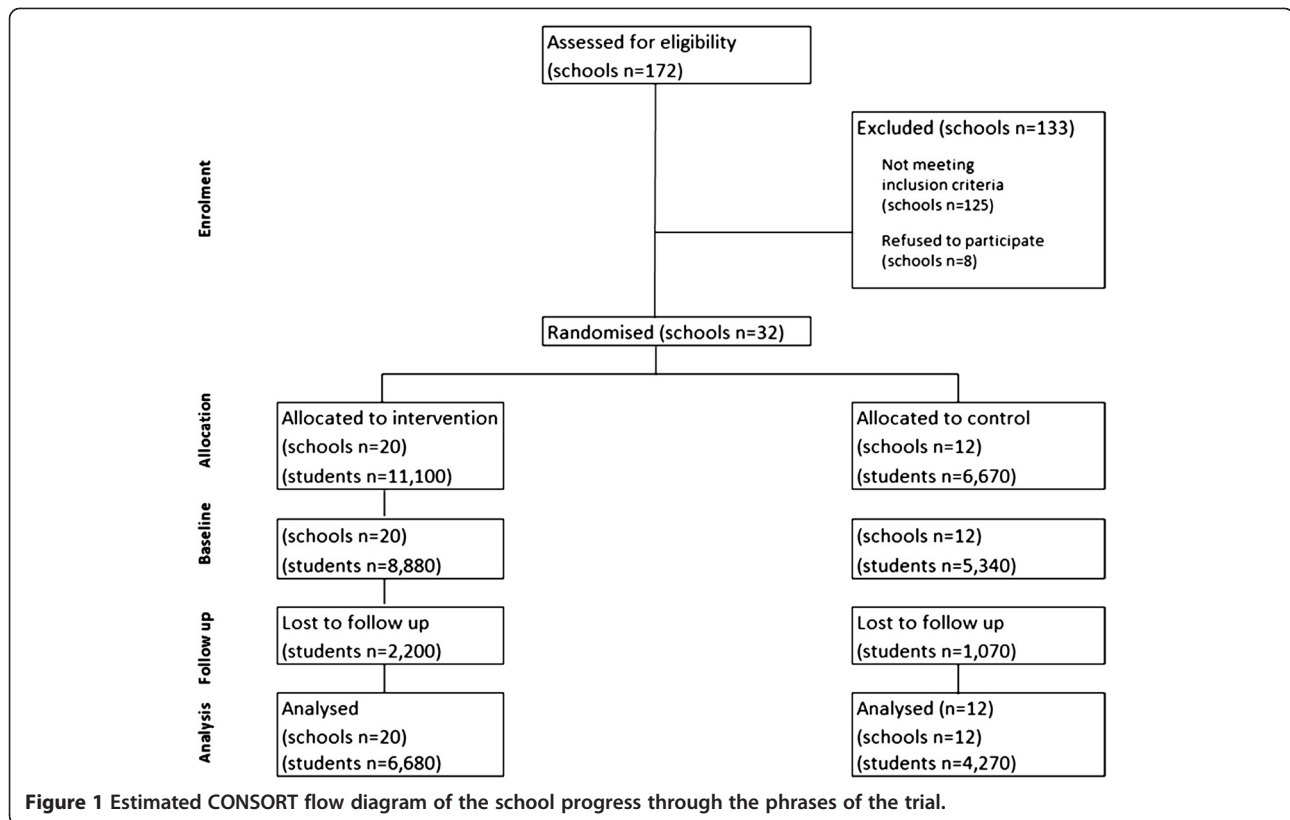 Assessed for eligibility
(schools n=172)
Enrolment
Excluded (schools n=133)
Not meeting
inclusion criteria
(schools n=125)
Refused to participate
(schools n=8)
Randomised (schools n=32)
Allocation
Allocated to intervention
(schools n=20)
(students n=11,100)
Allocated to control
(schools n=12)
(students n=6,670)
Baseline
(schools n=20)
(students n=8,880)
(schools n=12)
(students n=5,340)
Follow up
Lost to follow up
(students n=2,200)
Lost to follow up
(students n=1,070)
Analysis
Analysed
(schools n=20)
(students n=6,680)
Analysed (n=12)
(schools n=12)
(students n=4,270)
Figure 1 Estimated CONSORT flow diagram of the school progress through the phrases of the trial.